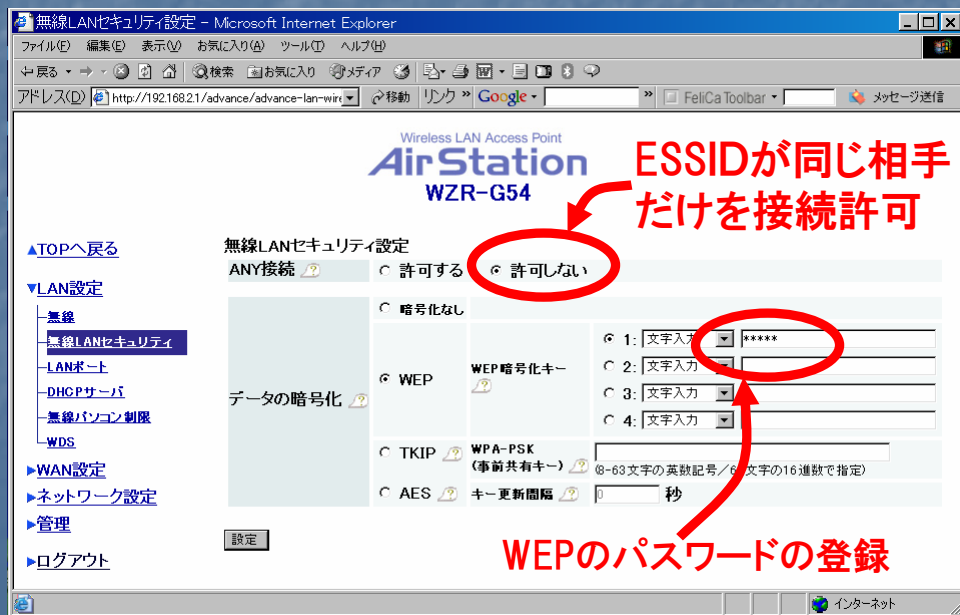 無線LANセキュリティ設定 - Microsoft Internet Explorer
ファイル(F) 編集(E) 表示(V) お気に入り(A) ツール(T) ヘルプ(H)
戻る 検索 お気に入り メディア
アドレス(D) http://192.168.2.1/advance/advance-lan-wire 移動 リンク » Google » FeliCa Toolbar メッセージ送信
Wireless LAN Access Point
AirStation
WZR-G54
ESSIDが同じ相手
だけを接続許可
▲TOPへ戻る
▼LAN設定
無線
無線LANセキュリティ
LANポート
DHCPサーバ
無線パソコン制限
WDS
▶WAN設定
▶ネットワーク設定
▶管理
▶ログアウト
無線LANセキュリティ設定
ANY接続 ? 許可する 許可しない
データの暗号化 ?
暗号化なし
WEP WEP暗号化キー ?
1: 文字入力 *****
2: 文字入力
3: 文字入力
4: 文字入力
TKIP ? WPA-PSK
(事前共有キー) ? (8-63文字の英数記号/6 文字の16進数で指定)
AES ? キー更新間隔 ? 0 秒
設定
WEPのパスワードの登録
インターネット